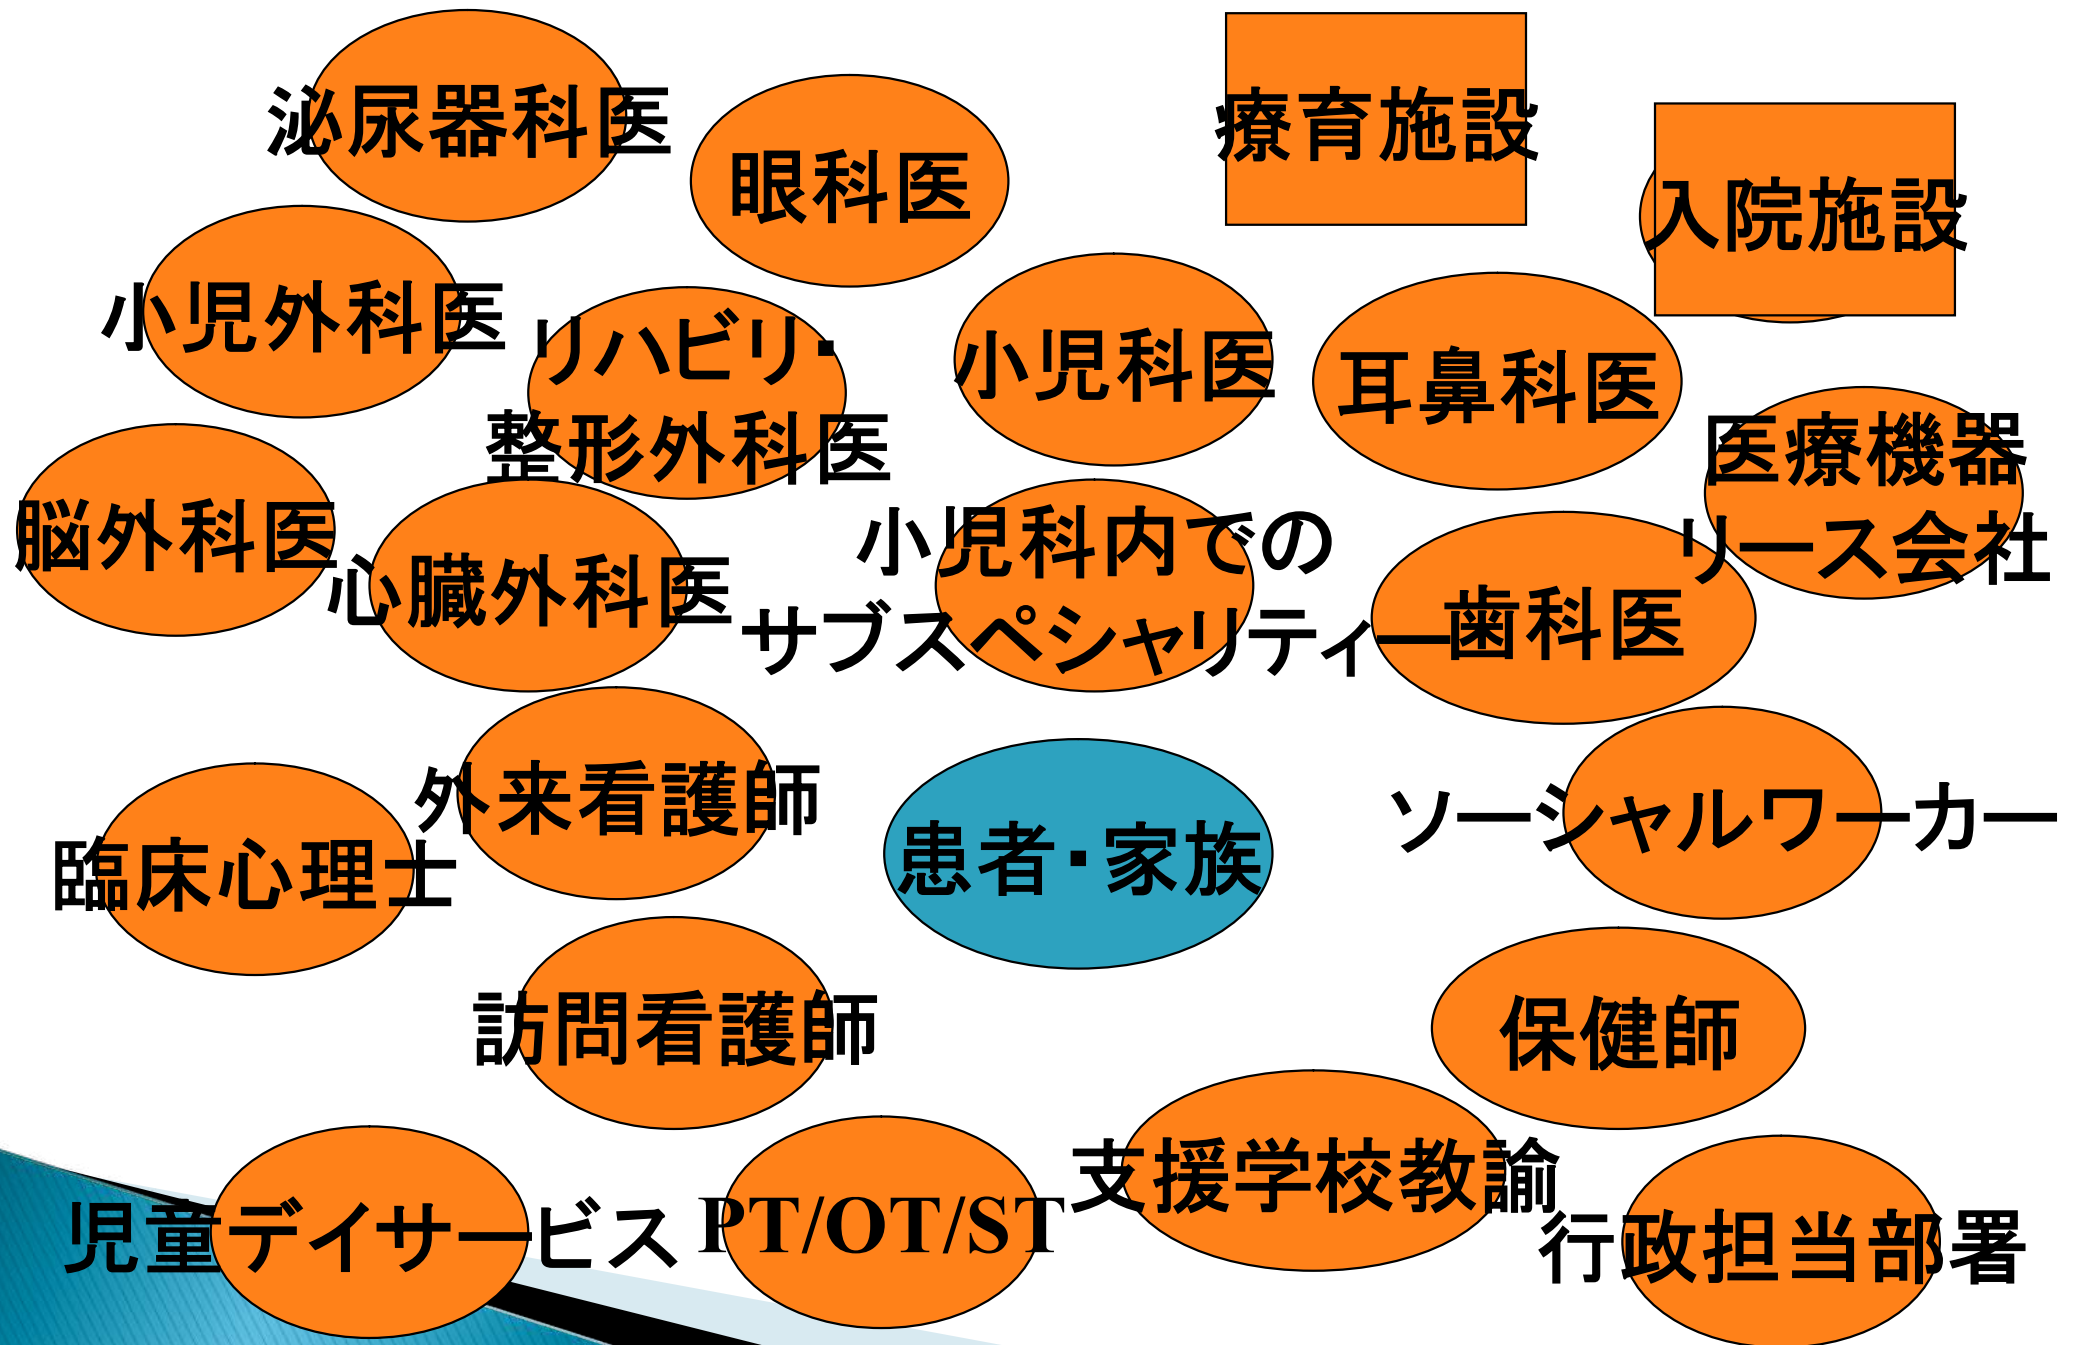 泌尿器科医
眼科医
療育施設
入院施設
小児外科医
リハビリ・
整形外科医
小児科医
耳鼻科医
医療機器
リース会社
脳外科医
心臓外科医
小児科内での
サブスペシャリティー
歯科医
外来看護師
臨床心理士
患者・家族
ソーシャルワーカー
訪問看護師
保健師
児童デイサービス
PT/OT/ST
支援学校教諭
行政担当部署